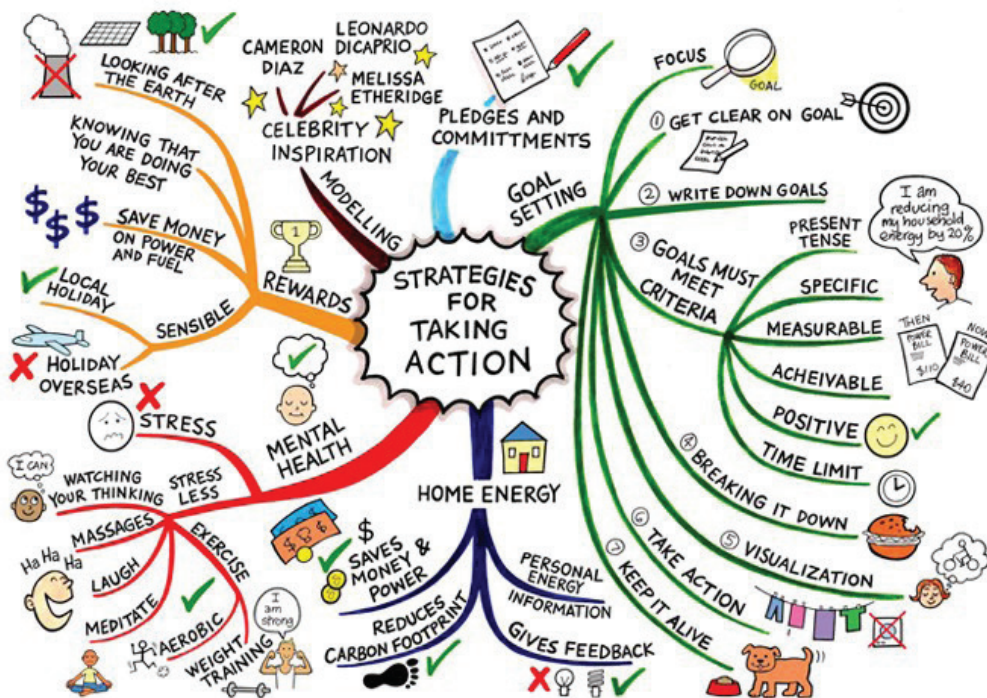 STRATEGIES
FOR
TAKING
ACTION
GOAL
SETTING
FOCUS
GOAL
① GET CLEAR ON GOAL
② WRITE DOWN GOALS
③ GOALS MUST
MEET
CRITERIA
PRESENT
TENSE
I am
reducing
my household
energy by 20%
SPECIFIC
MEASURABLE
THEN
POWER
BILL
$110
NOW
POWER
BILL
$40
ACHEIVABLE
POSITIVE
TIME LIMIT
④ BREAKING IT DOWN
⑤ VISUALIZATION
⑥ TAKE ACTION
⑦ KEEP IT ALIVE
HOME ENERGY
PERSONAL
ENERGY
INFORMATION
GIVES FEEDBACK
REDUCES
CARBON FOOTPRINT
$
SAVES
MONEY &
POWER
$ 8 $
MENTAL
HEALTH
STRESS
STRESS
LESS
WATCHING
YOUR THINKING
I CAN!
MASSAGES
LAUGH
Ha Ha Ha
MEDITATE
EXERCISE
AEROBIC
WEIGHT
TRAINING
I am
strong
REWARDS
1
SENSIBLE
LOCAL
HOLIDAY
HOLIDAY
OVERSEAS
SAVE MONEY
ON POWER
AND FUEL
$ $ $
KNOWING THAT
YOU ARE DOING
YOUR BEST
LOOKING AFTER
THE EARTH
MODELLING
CELEBRITY
INSPIRATION
CAMERON
DIAZ
LEONARDO
DICAPRIO
MELISSA
ETHERIDGE
PLEDGES AND
COMMITTMENTS